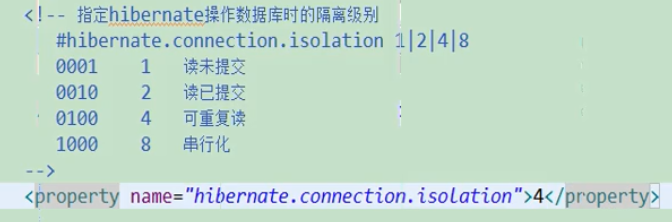 <!-- 指定hibernate操作数据库时的隔离级别
#hibernate.connection.isolation 1|2|4|8
0001 1 读未提交
0010 2 读已提交
0100 4 可重复读
1000 8 串行化
-->
<property name="hibernate.connection.isolation">4</property>